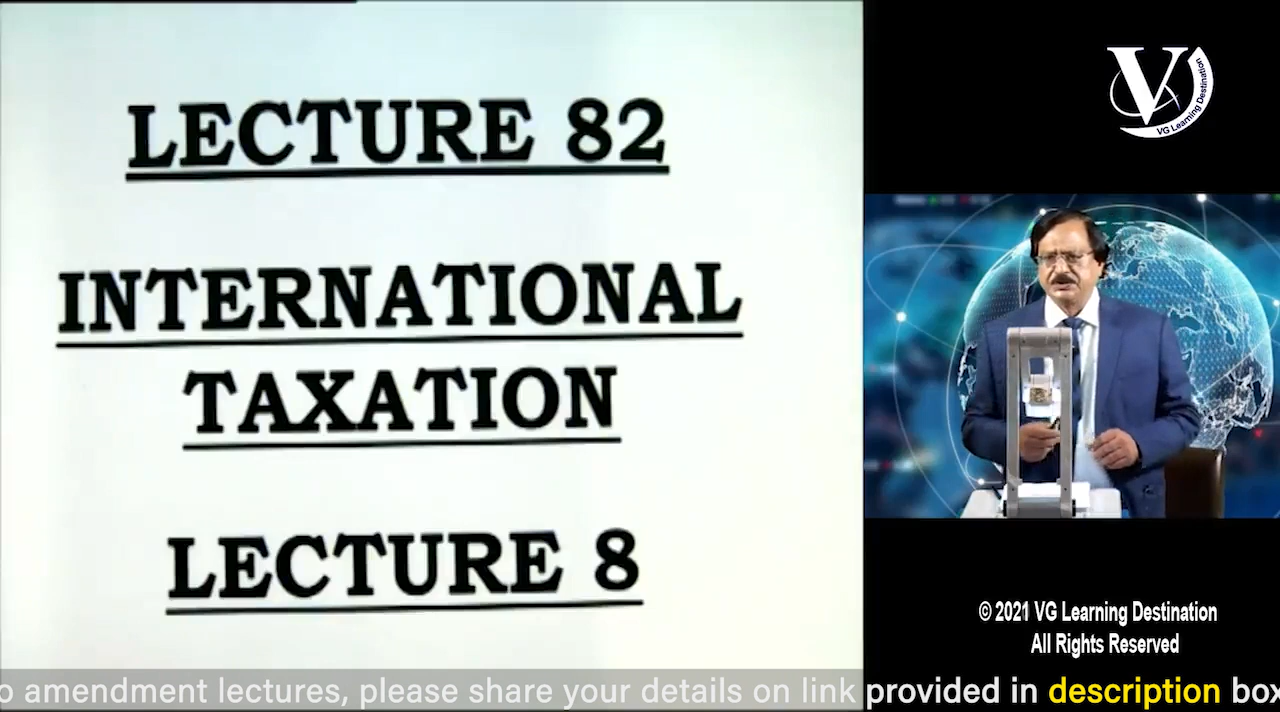 LECTURE 82
INTERNATIONAL
TAXATION
LECTURE 8
V
VG Learning Destination
© 2021 VG Learning Destination
All Rights Reserved
o amendment lectures, please share your details on link provided in description box